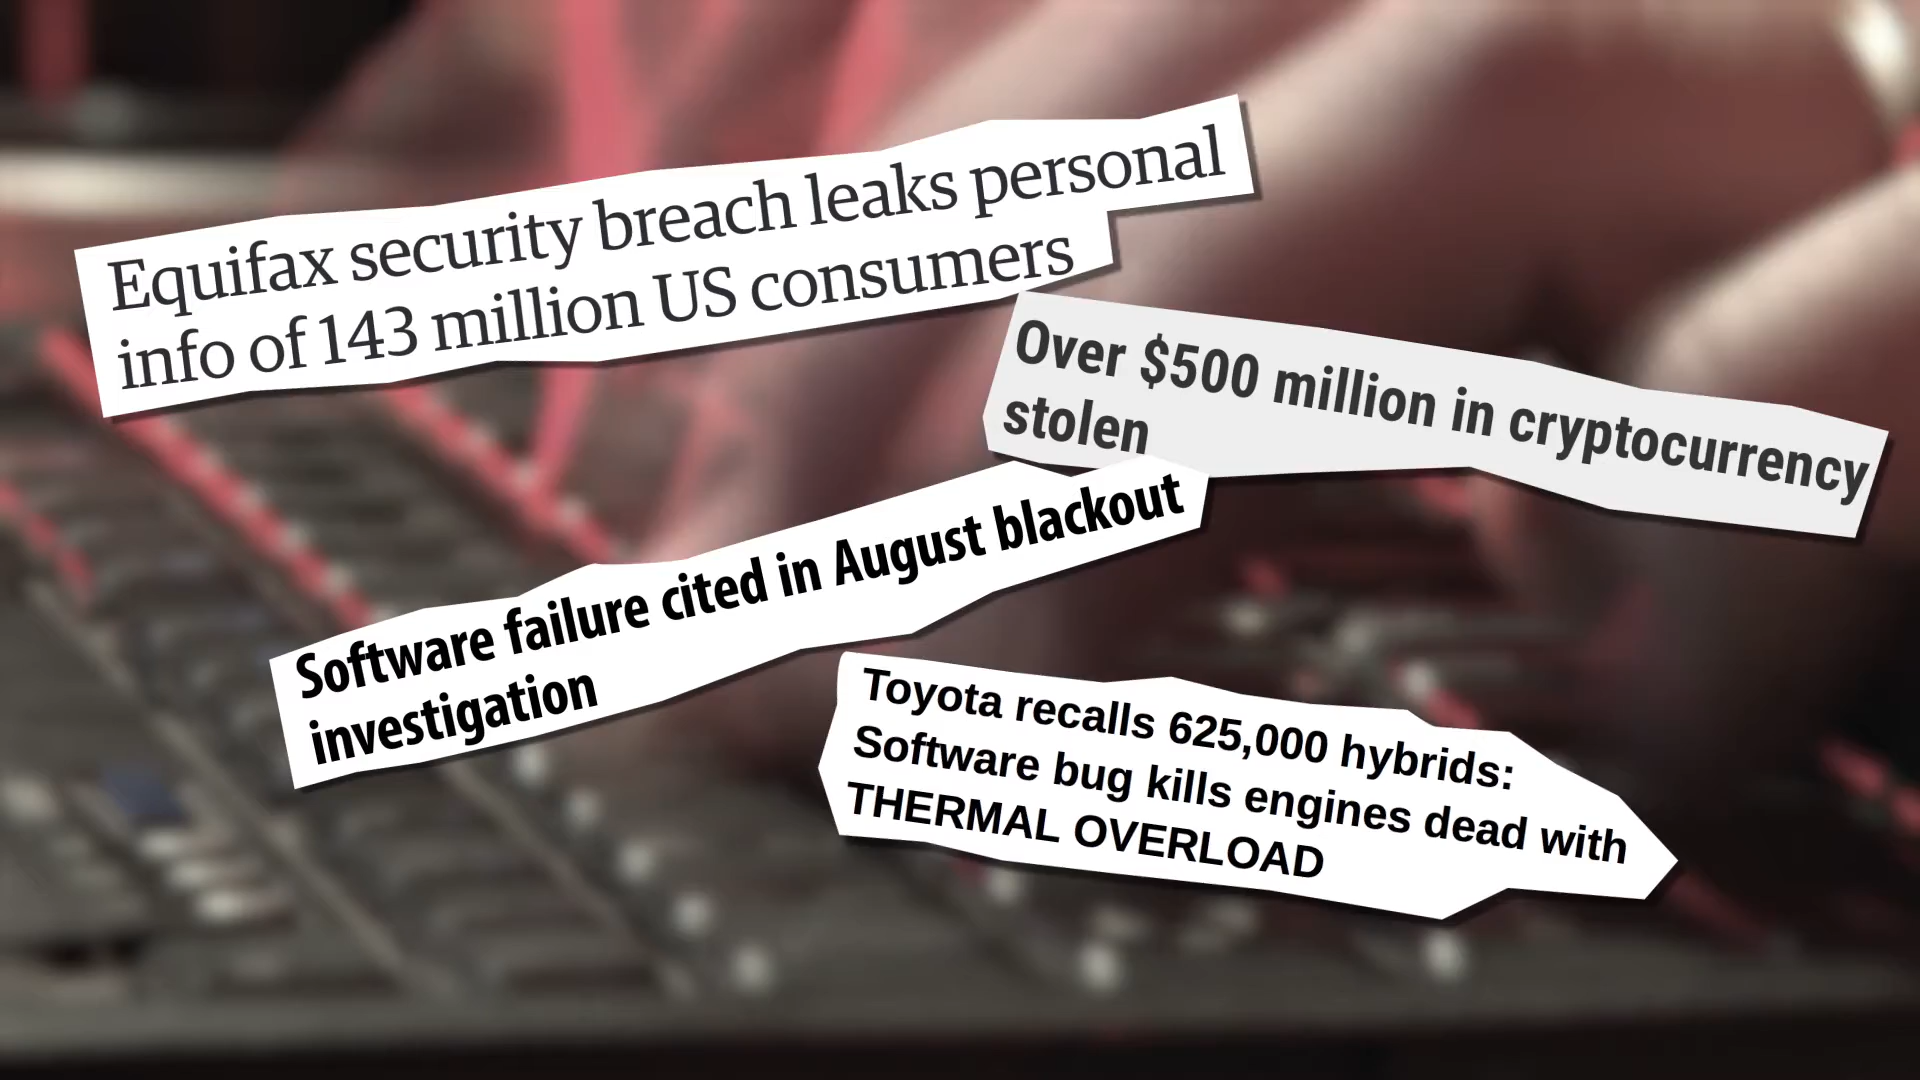 Equifax security breach leaks personal
info of 143 million US consumers
Over $500 million in cryptocurrency
stolen
Software failure cited in August blackout
investigation
Toyota recalls 625,000 hybrids:
Software bug kills engines dead with
THERMAL OVERLOAD